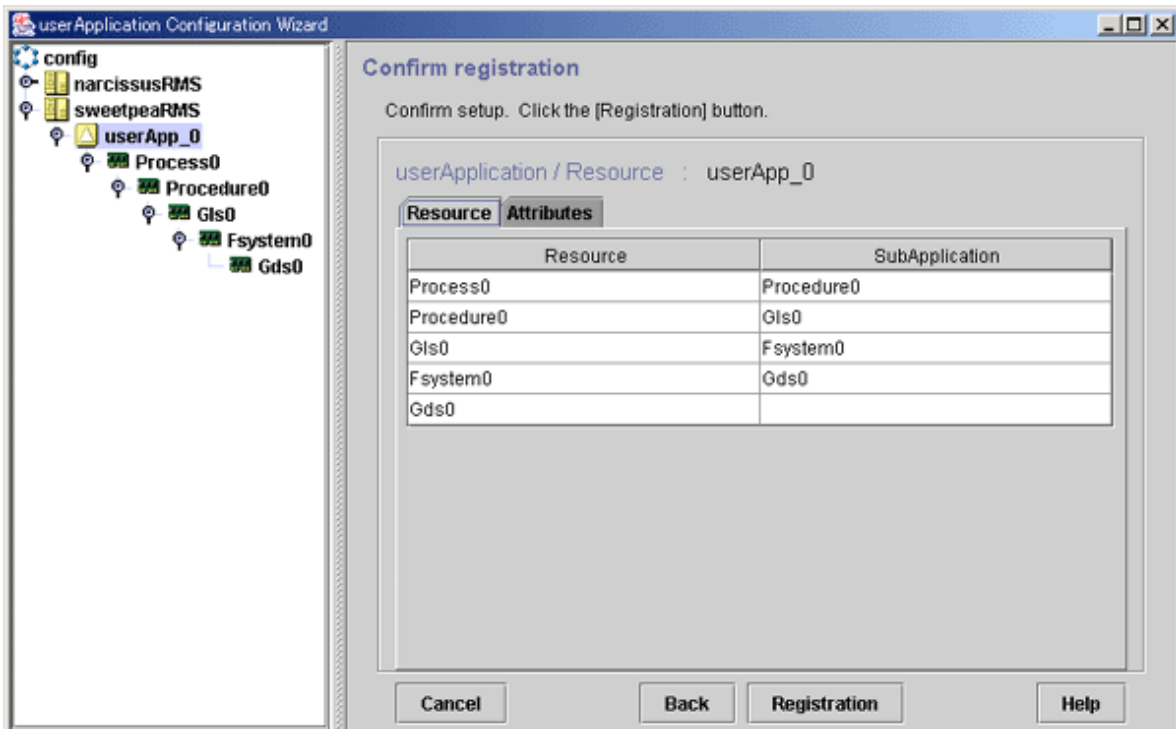 userApplication Configuration Wizard
config
narcissusRMS
sweetpeaRMS
userApp_0
Process0
Procedure0
Gls0
Fsystem0
Gds0
Confirm registration
Confirm setup. Click the [Registration] button.
userApplication / Resource : userApp_0
Resource Attributes
Resource SubApplication
Process0 Procedure0
Procedure0 Gls0
Gls0 Fsystem0
Fsystem0 Gds0
Gds0
Cancel Back Registration Help